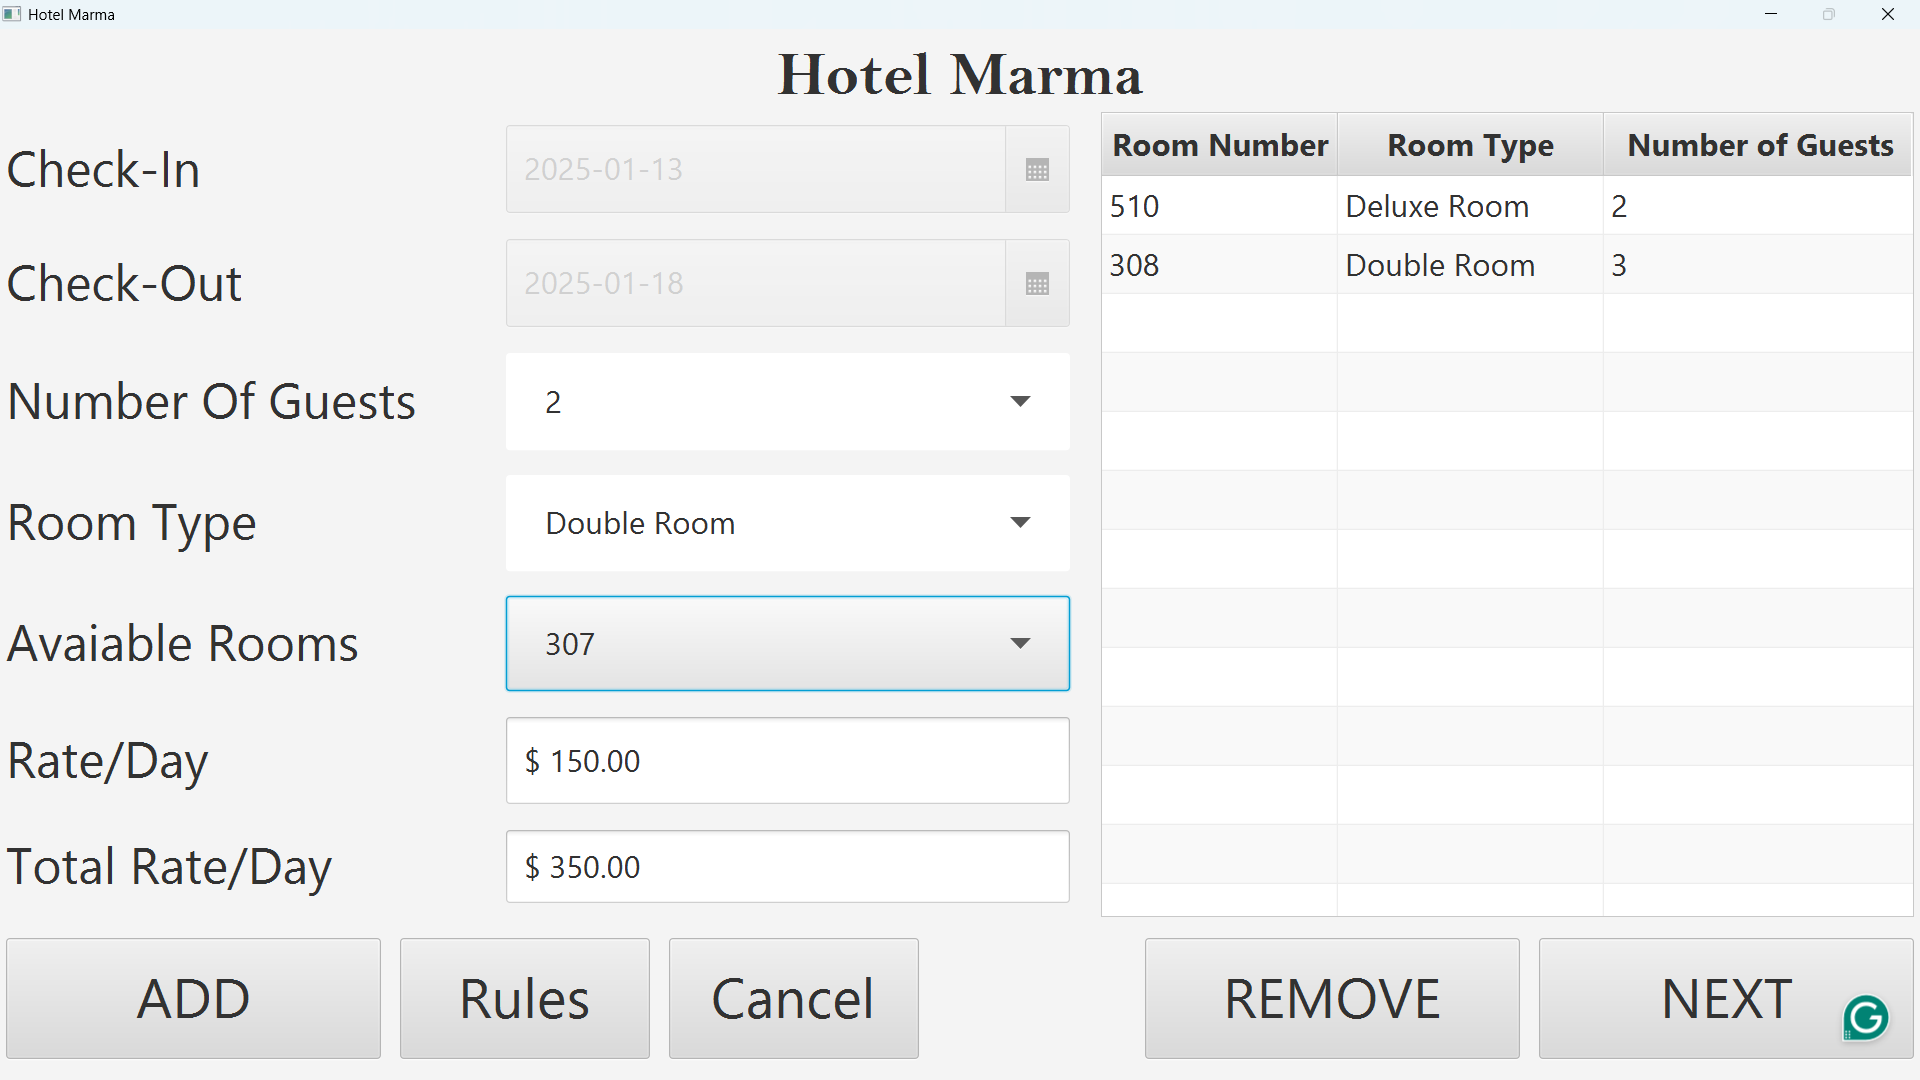 Hotel Marma
Hotel Marma
Check-In
2025-01-13
Check-Out
2025-01-18
Number Of Guests
2
Room Type
Double Room
Avaiable Rooms
307
Rate/Day
$ 150.00
Total Rate/Day
$ 350.00
Room Number Room Type Number of Guests
510 Deluxe Room 2
308 Double Room 3
ADD Rules Cancel REMOVE NEXT